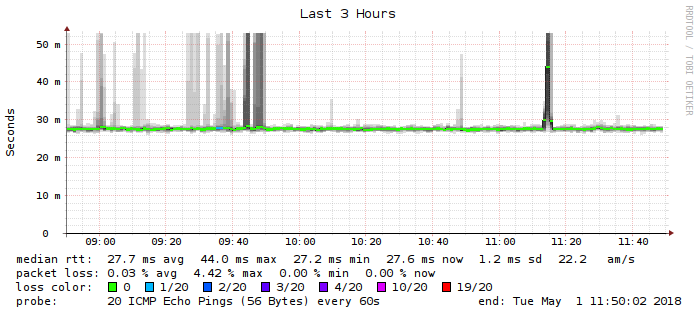 Last 3 Hours
RRDTOOL / TOBI OETIKER
Seconds
50 m
40 m
30 m
20 m
10 m
0
09:00 09:20 09:40 10:00 10:20 10:40 11:00 11:20 11:40
median rtt: 27.7 ms avg 44.0 ms max 27.2 ms min 27.6 ms now 1.2 ms sd 22.2 am/s
packet loss: 0.03 % avg 4.42 % max 0.00 % min 0.00 % now
loss color: 0 1/20 2/20 3/20 4/20 10/20 19/20
probe: 20 ICMP Echo Pings (56 Bytes) every 60s end: Tue May 1 11:50:02 2018